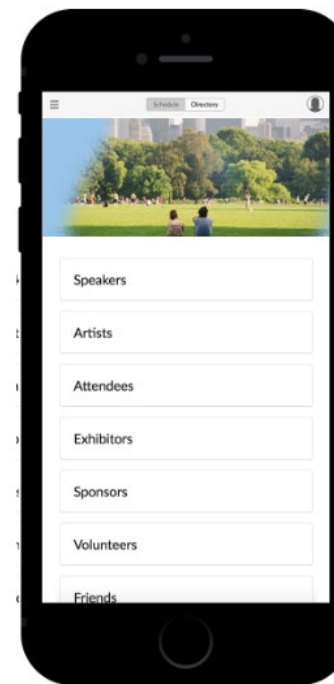 Schedule Directory
Speakers
Artists
Attendees
Exhibitors
Sponsors
Volunteers
Friends